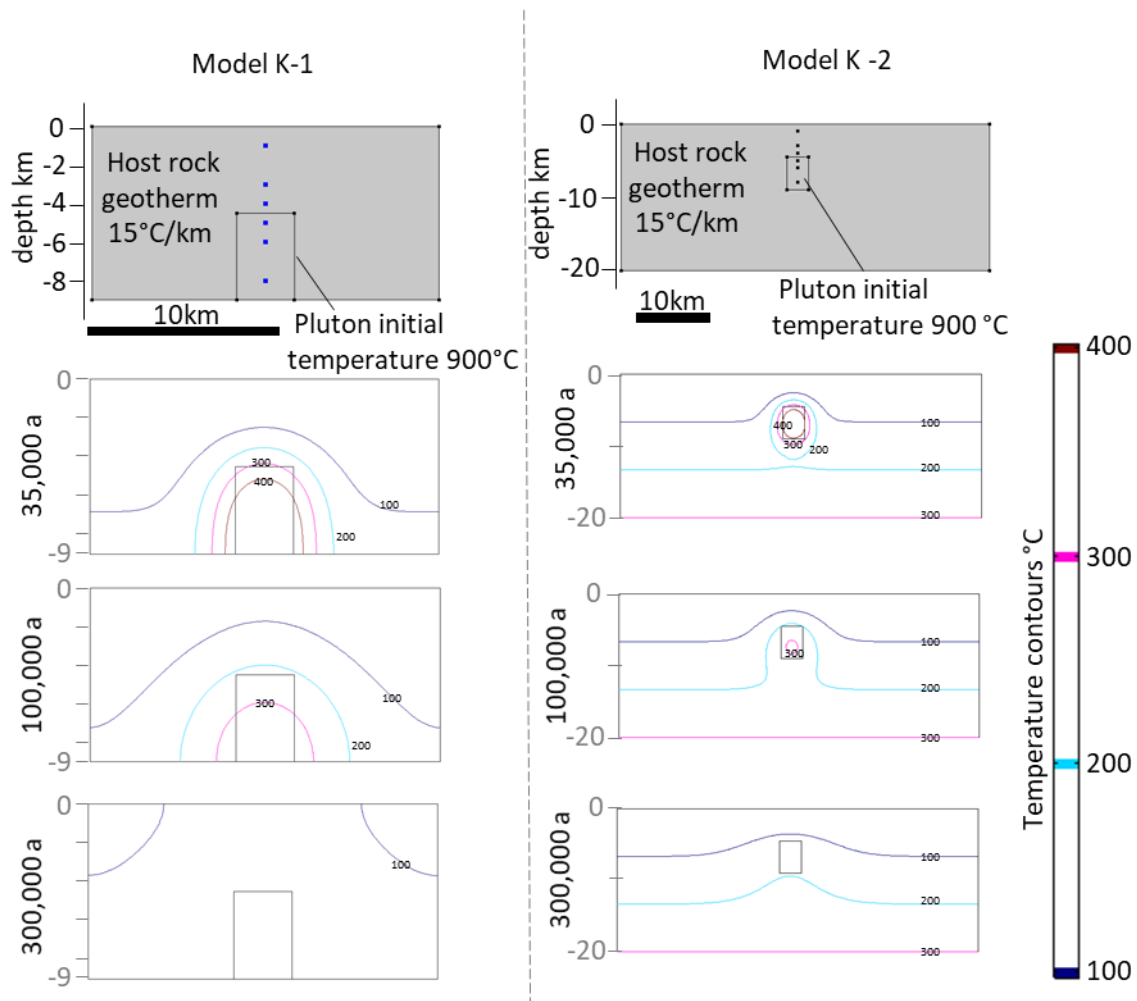 Model K-1
0
-2
-4
-6
-8
depth km
Host rock
geotherm
15°C/km
10km
Pluton initial
temperature 900°C
35,000 a
0
-9
300
400
100
200
100,000 a
0
-9
300
100
200
300,000 a
0
-9
100
Model K -2
0
-10
-20
depth km
Host rock
geotherm
15°C/km
10km
Pluton initial
temperature 900 °C
35,000 a
0
-20
400
300
200
100
200
300
100,000 a
0
-20
300
100
200
300
300,000 a
0
-20
100
200
300
Temperature contours °C
400
300
200
100